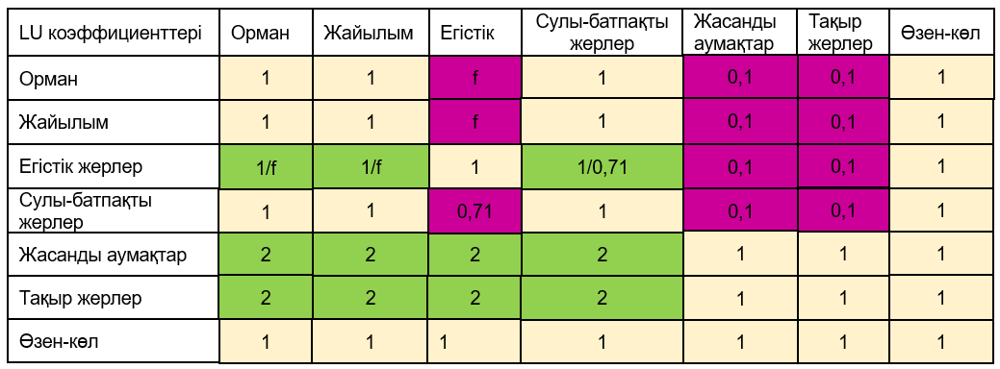 LU коэффициенттері Орман Жайылым Егістік Сулы-батпақты жерлер Жасанды аумақтар Тақыр жерлер Өзен-көл
Орман 1 1 f 1 0,1 0,1 1
Жайылым 1 1 f 1 0,1 0,1 1
Егістік жерлер 1/f 1/f 1 1/0,71 0,1 0,1 1
Сулы-батпақты жерлер 1 1 0,71 1 0,1 0,1 1
Жасанды аумақтар 2 2 2 2 1 1 1
Тақыр жерлер 2 2 2 2 1 1 1
Өзен-көл 1 1 1 1 1 1 1